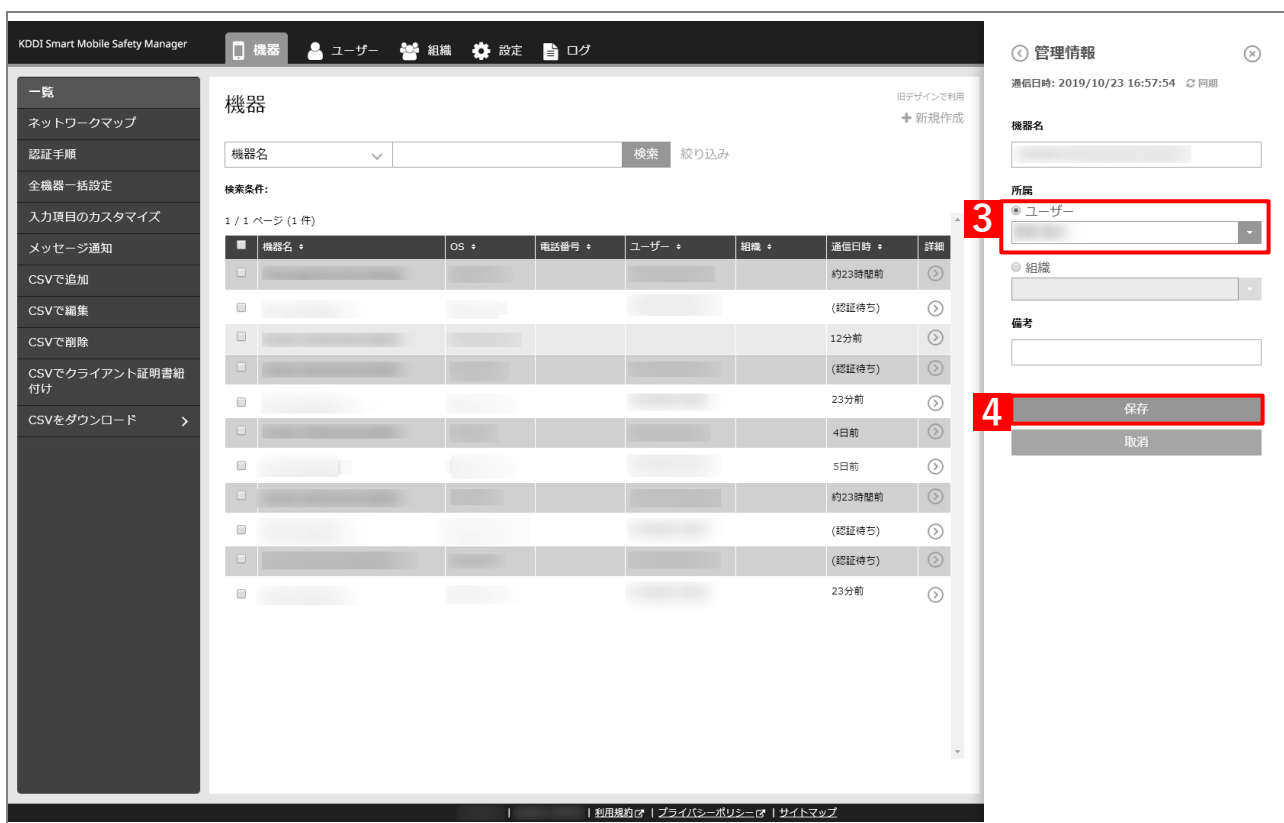 KDDI Smart Mobile Safety Manager
機器
ユーザー
組織
設定
ログ
一覧
ネットワークマップ
認証手順
全機器一括設定
入力項目のカスタマイズ
メッセージ通知
CSVで追加
CSVで編集
CSVで削除
CSVでクライアント証明書紐
付け
CSVをダウンロード
機器
旧デザインで利用
新規作成
機器名 検索 絞り込み
検索条件:
1 / 1 ページ (1 件)
機器名 OS 電話番号 ユーザー 組織 通信日時 詳細
約23時間前
(認証待ち)
12分前
(認証待ち)
23分前
4日前
5日前
約23時間前
(認証待ち)
(認証待ち)
23分前
管理情報
通信日時: 2019/10/23 16:57:54 同期
機器名
所属
3
ユーザー
組織
備考
4
保存
取消
| | 利用規約 | プライバシーポリシー | サイトマップ